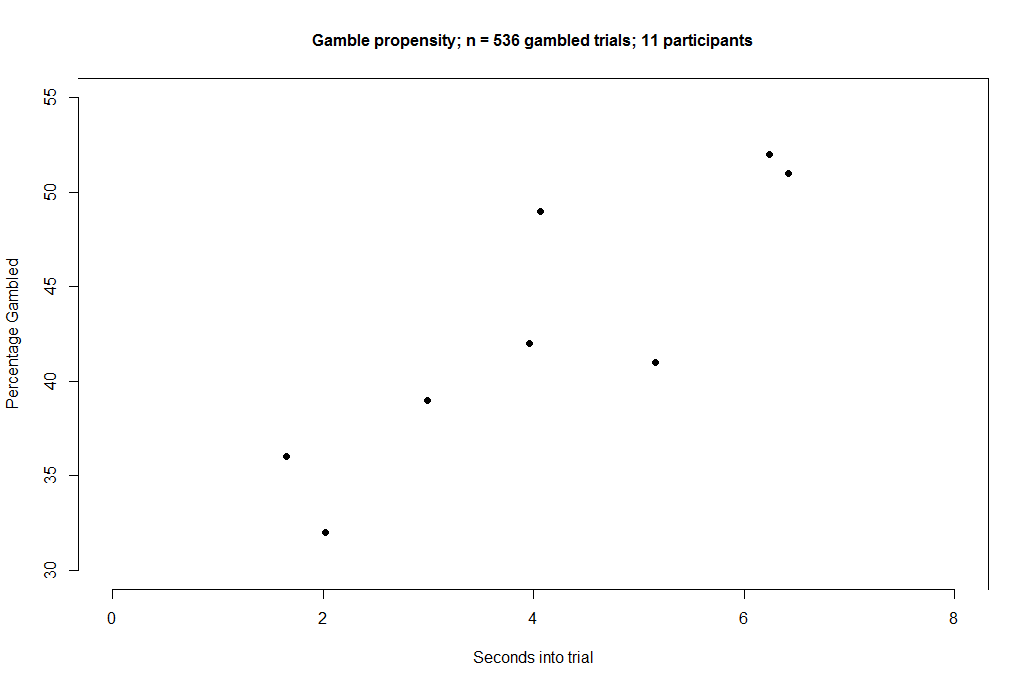 Gamble propensity; n = 536 gambled trials; 11 participants
Percentage Gambled
55
50
45
40
35
30
0 2 4 6 8
Seconds into trial